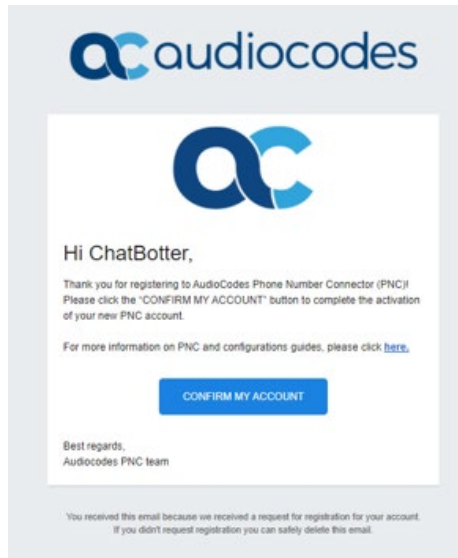 audiocodes
Hi ChatBotter,
Thank you for registering to AudioCodes Phone Number Connector (PNC)!
Please click the "CONFIRM MY ACCOUNT" button to complete the activation
of your new PNC account.
For more information on PNC and configurations guides, please click here.
CONFIRM MY ACCOUNT
Best regards,
Audiocodes PNC team
You received this email because we received a request for registration for your account.
If you didn't request registration you can safely delete this email.